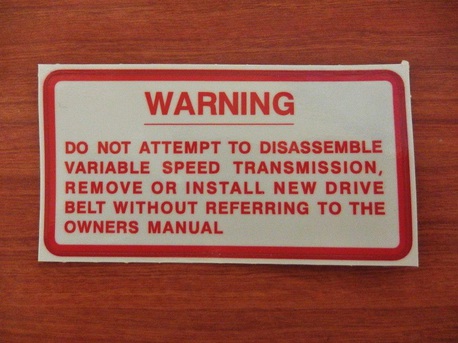 WARNING
DO NOT ATTEMPT TO DISASSEMBLE
VARIABLE SPEED TRANSMISSION,
REMOVE OR INSTALL NEW DRIVE
BELT WITHOUT REFERRING TO THE
OWNERS MANUAL